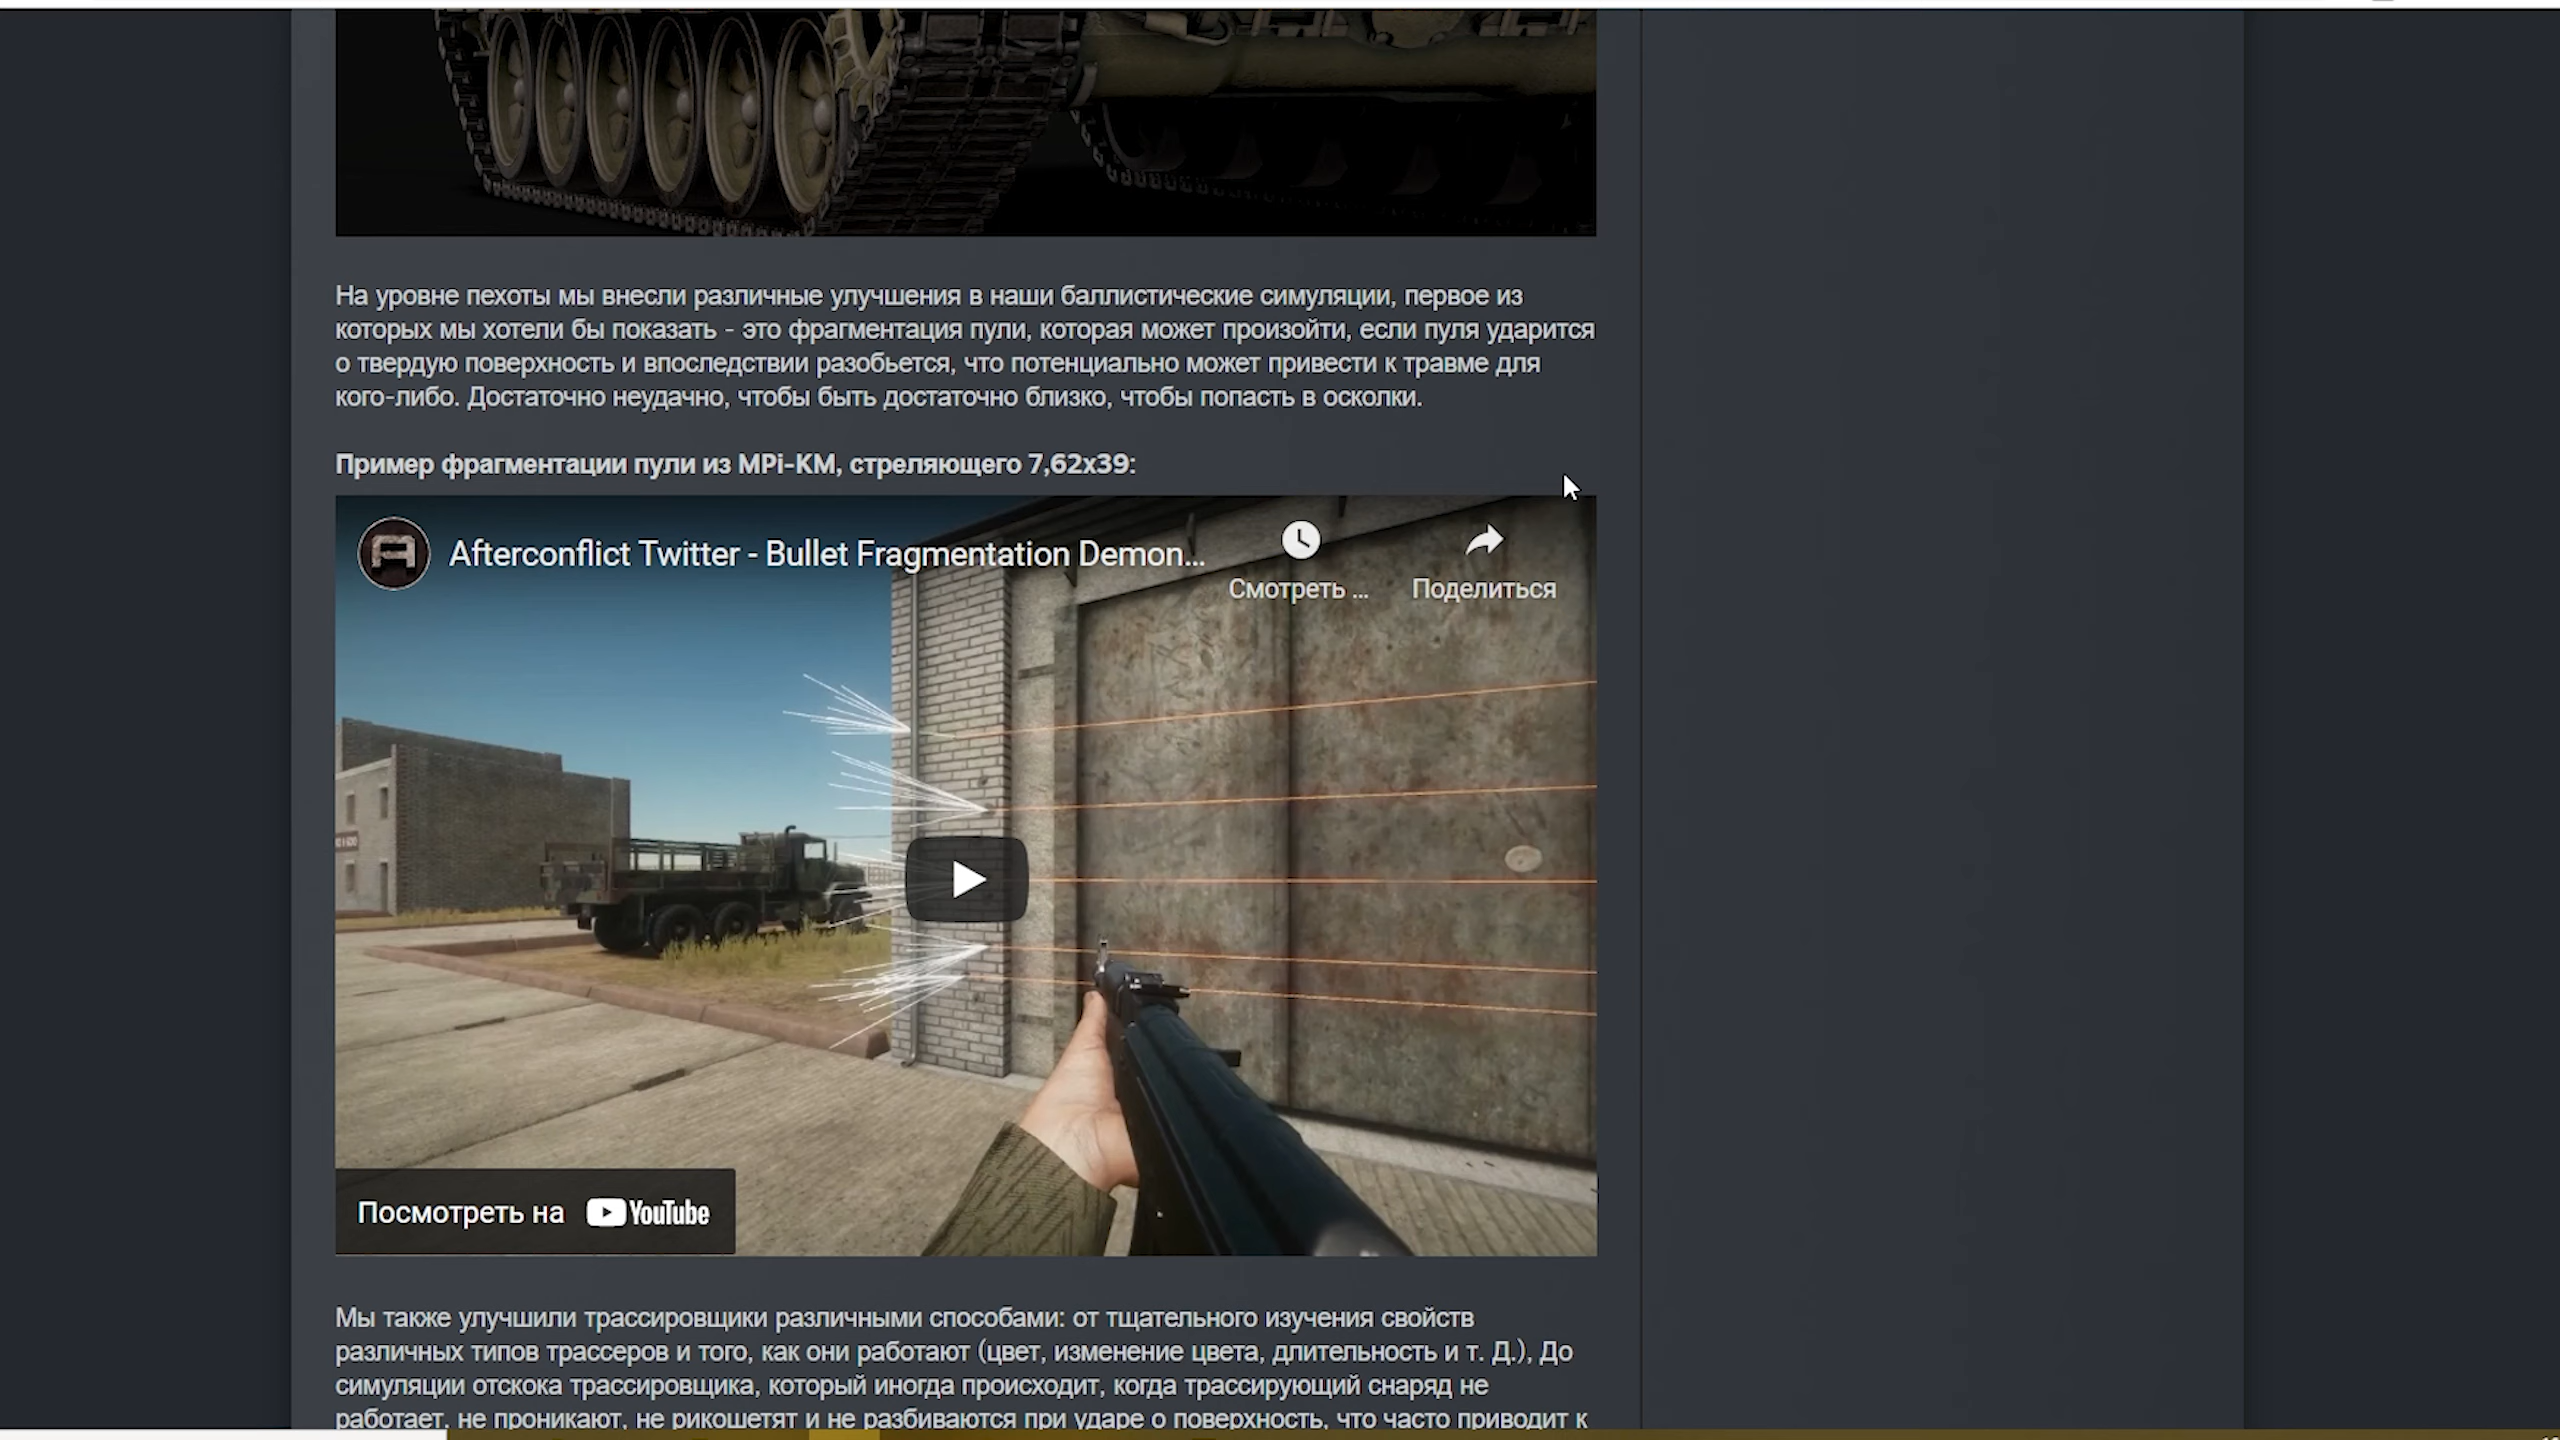 На уровне пехоты мы внесли различные улучшения в наши баллистические симуляции, первое из
которых мы хотели бы показать - это фрагментация пули, которая может произойти, если пуля ударится
о твердую поверхность и впоследствии разобьется, что потенциально может привести к травме для
кого-либо. Достаточно неудачно, чтобы быть достаточно близко, чтобы попасть в осколки.
Пример фрагментации пули из MPi-KM, стреляющего 7,62x39:
Afterconflict Twitter - Bullet Fragmentation Demon...
Смотреть ...
Поделиться
Посмотреть на YouTube
Мы также улучшили трассировщики различными способами: от тщательного изучения свойств
различных типов трассеров и того, как они работают (цвет, изменение цвета, длительность и т. Д.), До
симуляции отскока трассировщика, который иногда происходит, когда трассирующий снаряд не
работает, не проникают, не рикошетят и не разбиваются при ударе о поверхность, что часто приводит к